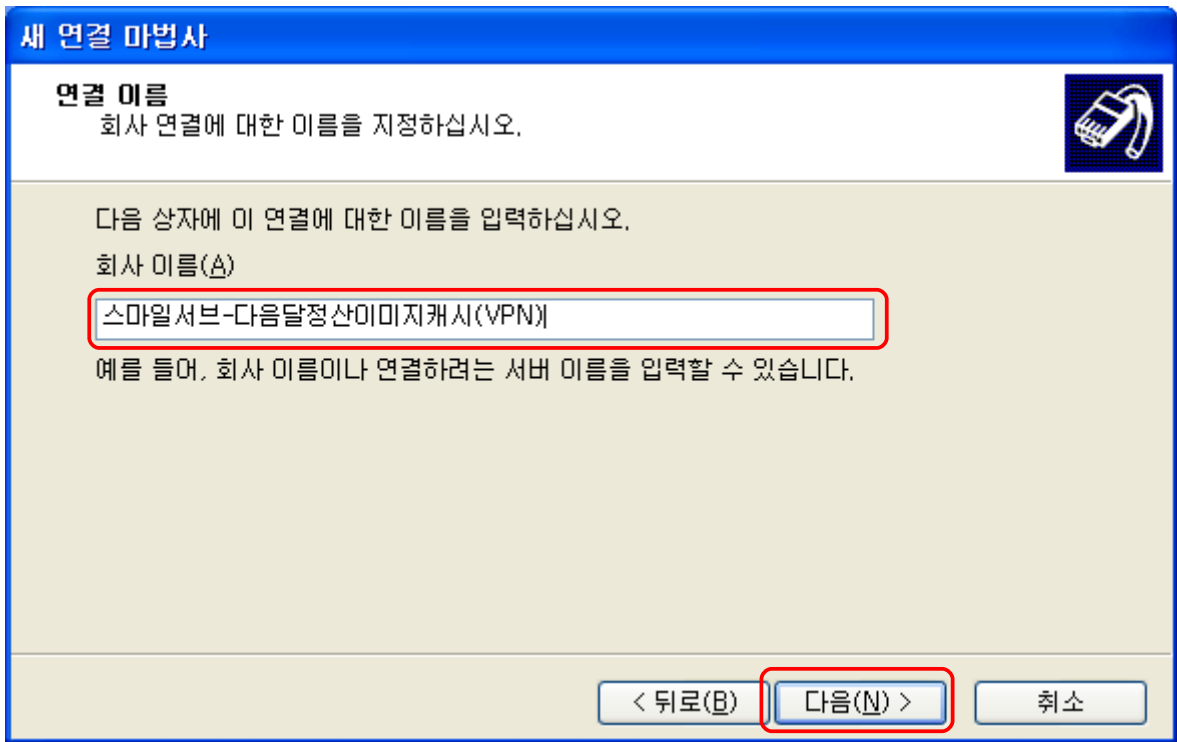 새 연결 마법사
연결 이름
회사 연결에 대한 이름을 지정하십시오.
다음 상자에 이 연결에 대한 이름을 입력하십시오.
회사 이름(A)
스마일서브-다음달정산이미지캐시(VPN)
예를 들어, 회사 이름이나 연결하려는 서버 이름을 입력할 수 있습니다.
< 뒤로(B) 다음(N) > 취소